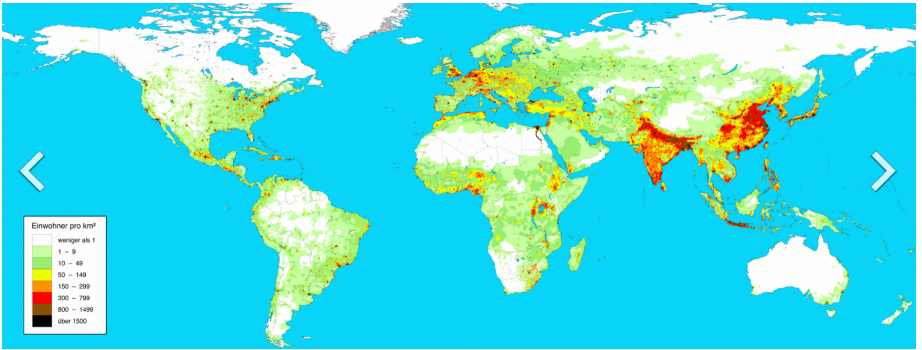 Einwohner pro km²
weniger als 1
1 – 9
10 – 49
50 – 149
150 – 299
300 – 799
800 – 1499
über 1500